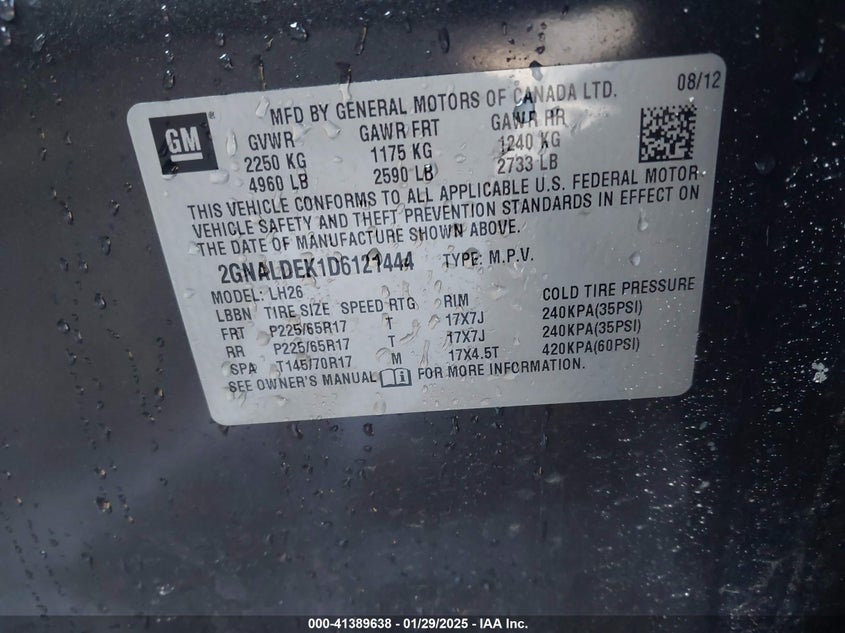 MFD BY GENERAL MOTORS OF CANADA LTD. 08/12
GM ®
GVWR GAWR FRT GAWR RR
2250 KG 1175 KG 1240 KG
4960 LB 2590 LB 2733 LB
THIS VEHICLE CONFORMS TO ALL APPLICABLE U.S. FEDERAL MOTOR
VEHICLE SAFETY AND THEFT PREVENTION STANDARDS IN EFFECT ON
THE DATE OF MANUFACTURE SHOWN ABOVE.
2GNALDEK1D6121444 TYPE: M.P.V.
MODEL: LH26
LBBN TIRE SIZE SPEED RTG RIM COLD TIRE PRESSURE
FRT P225/65R17 T 17X7J 240KPA(35PSI)
RR P225/65R17 T 17X7J 240KPA(35PSI)
SPA T145/70R17 M 17X4.5T 420KPA(60PSI)
SEE OWNER'S MANUAL FOR MORE INFORMATION.
000-41389638 - 01/29/2025 - IAA Inc.